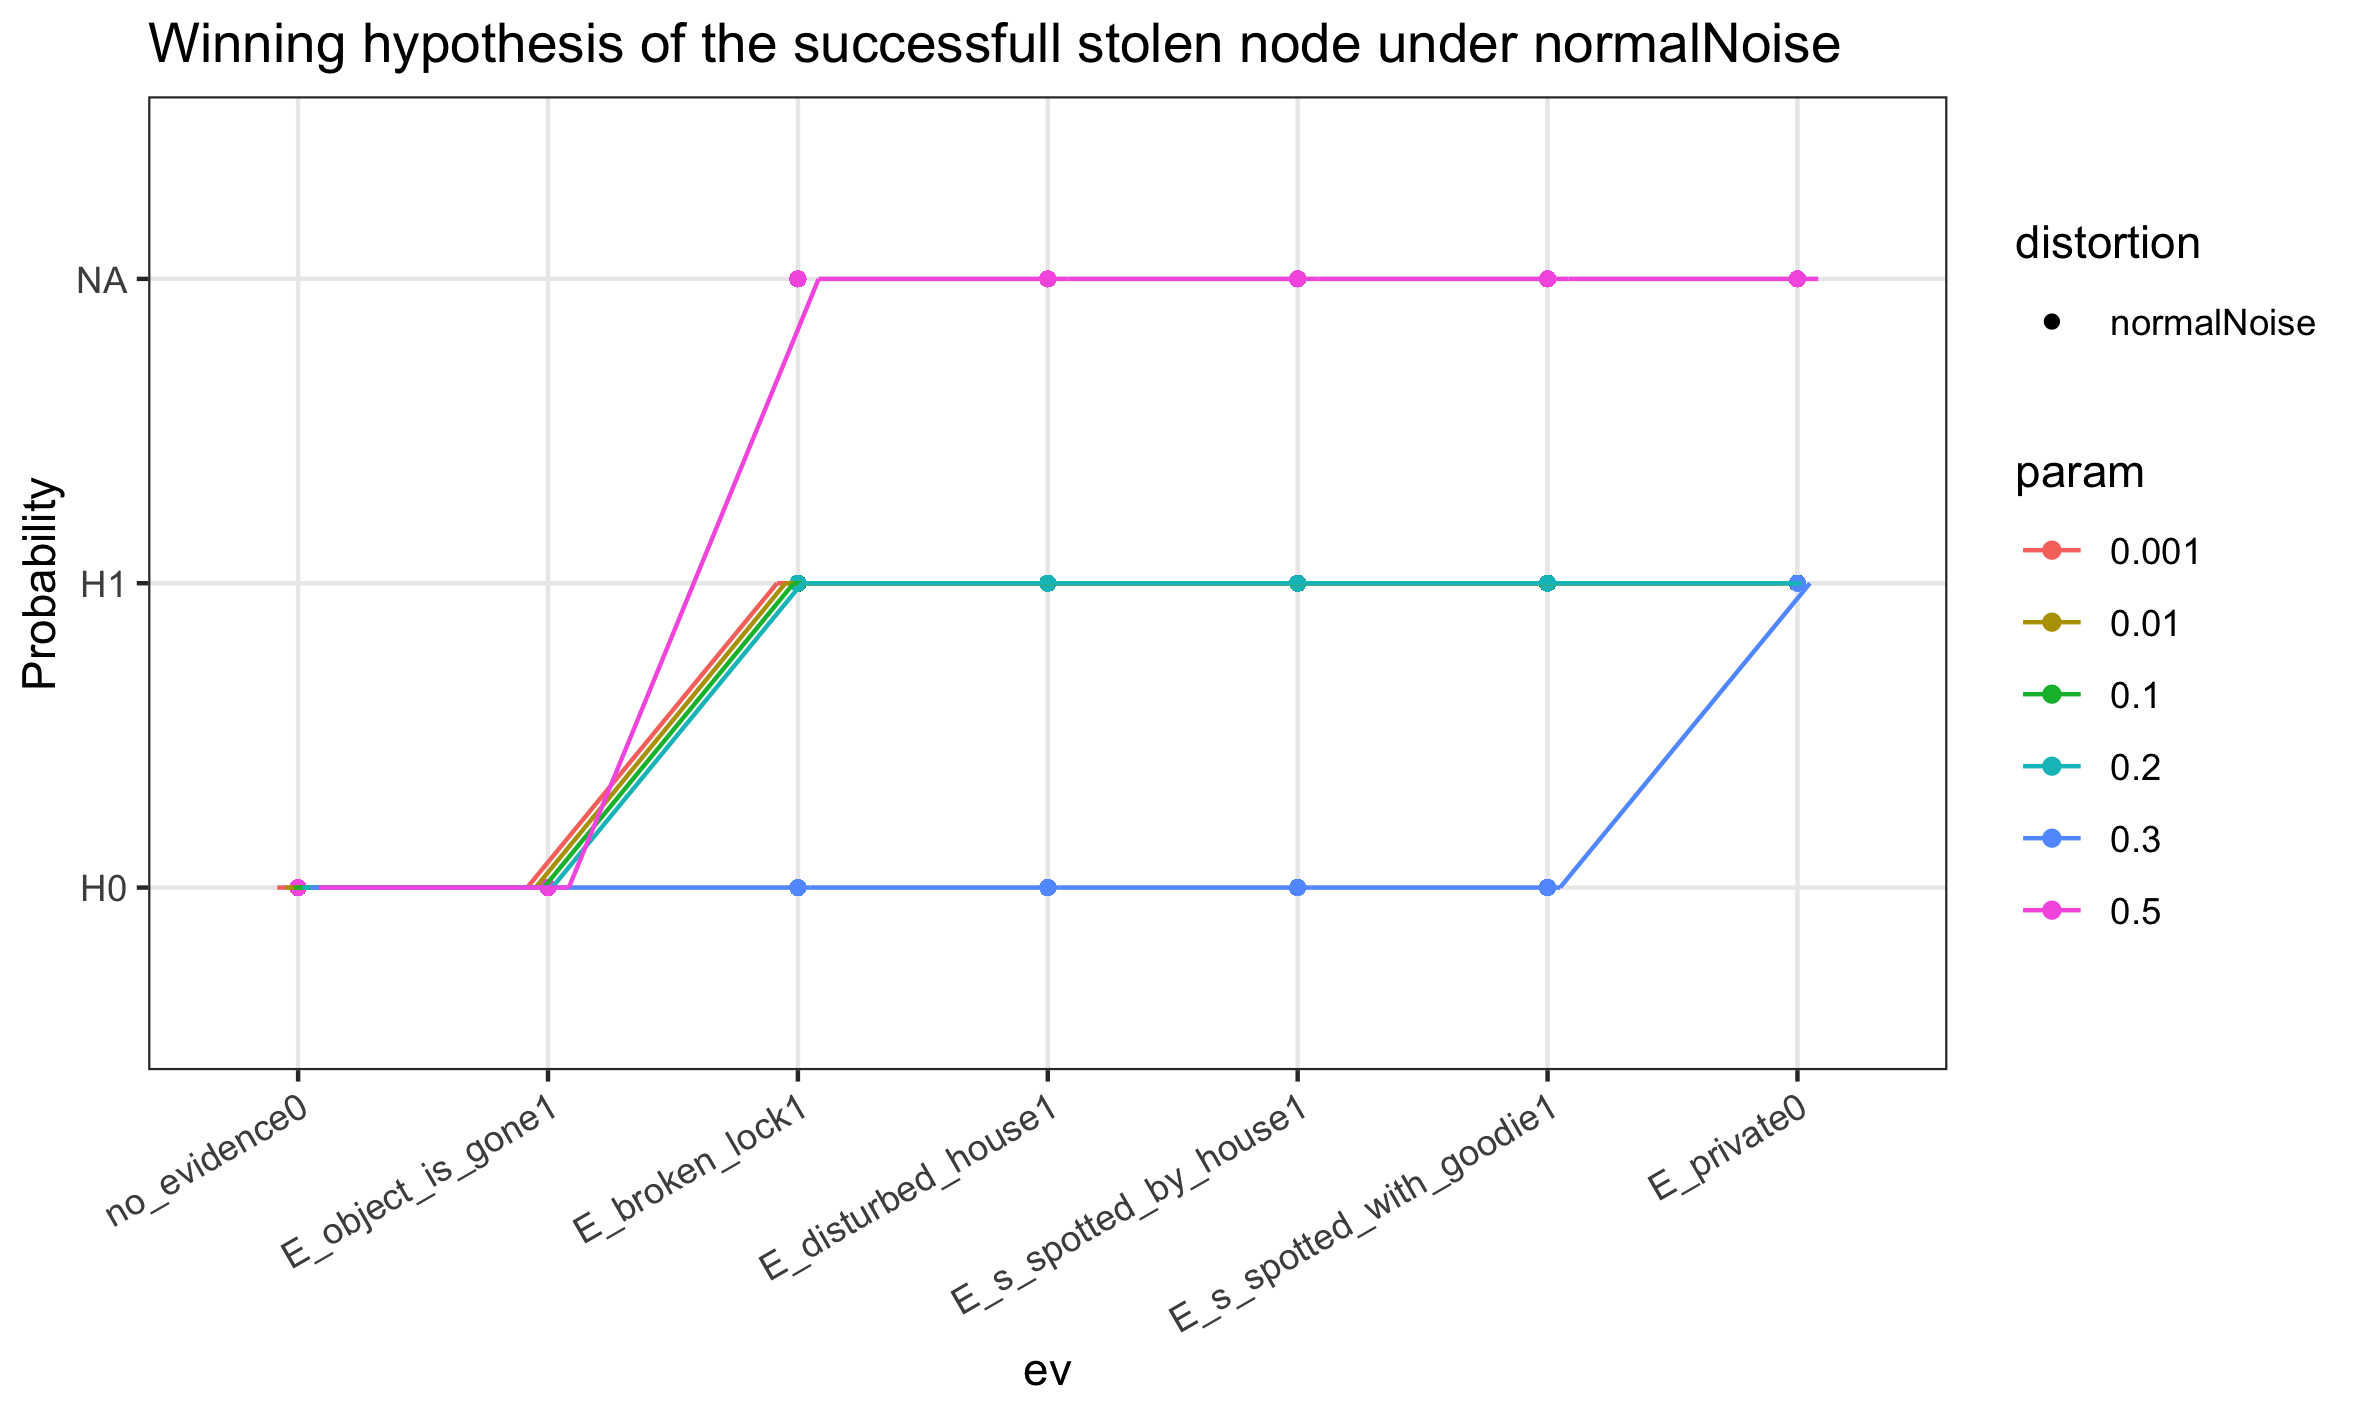 Winning hypothesis of the successfull stolen node under normalNoise
Probability
NA
H1
H0
no_evidence0
E_object_is_gone1
E_broken_lock1
E_disturbed_house1
E_s_spotted_by_house1
E_s_spotted_with_goodie1
E_private0
ev
distortion
normalNoise
param
0.001
0.01
0.1
0.2
0.3
0.5